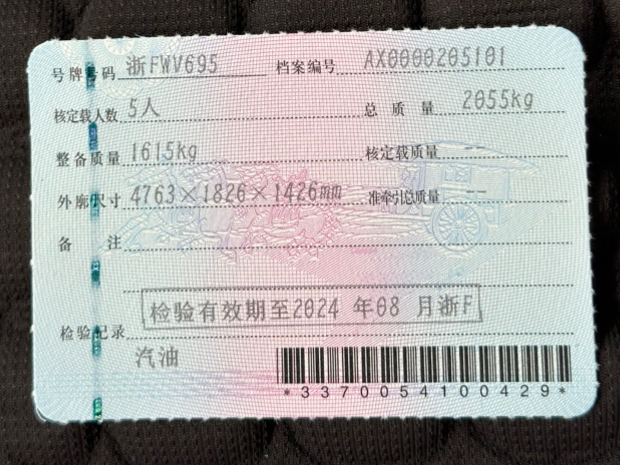 号牌号码 浙FWV695 档案编号 AX0000205101
核定载人数 5人 总质量 2055kg
整备质量 1615kg 核定载质量 --
外廓尺寸 4763×1826×1426mm 准牵引总质量 --
备注
检验有效期至2024 年08 月浙F
检验记录
汽油
*3370054100429*